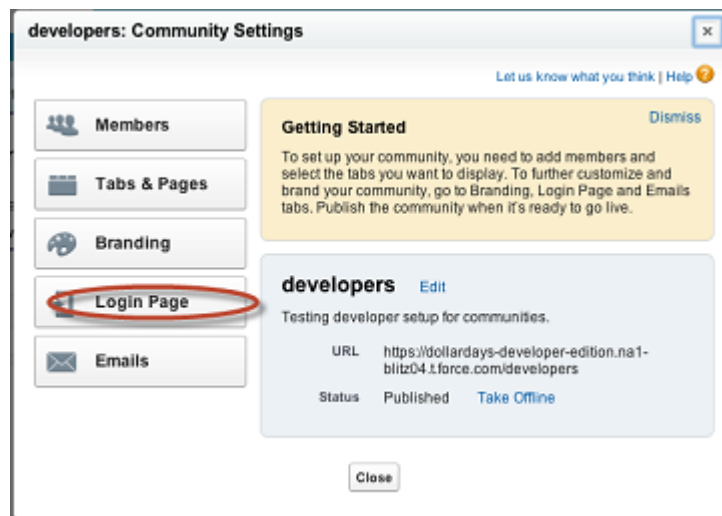 developers: Community Settings
x
Let us know what you think | Help ?
Members
Tabs & Pages
Branding
Login Page
Emails
Getting Started
Dismiss
To set up your community, you need to add members and
select the tabs you want to display. To further customize and
brand your community, go to Branding, Login Page and Emails
tabs. Publish the community when it's ready to go live.
developers Edit
Testing developer setup for communities.
URL https://dollardays-developer-edition.na1-
blitz04.t.force.com/developers
Status Published Take Offline
Close